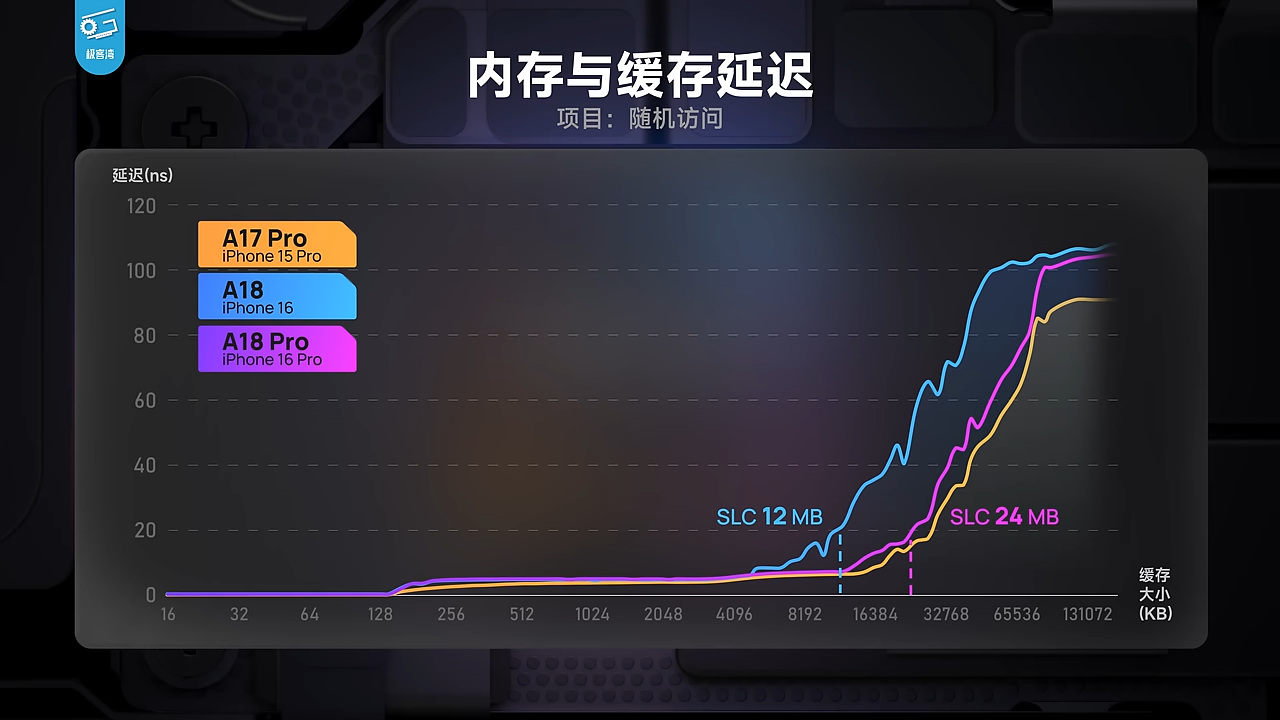 极客湾
内存与缓存延迟
项目：随机访问
延迟(ns)
120
100
80
60
40
20
0
A17 Pro
iPhone 15 Pro
A18
iPhone 16
A18 Pro
iPhone 16 Pro
SLC 12 MB
SLC 24 MB
16 32 64 128 256 512 1024 2048 4096 8192 16384 32768 65536 131072
缓存
大小
(KB)